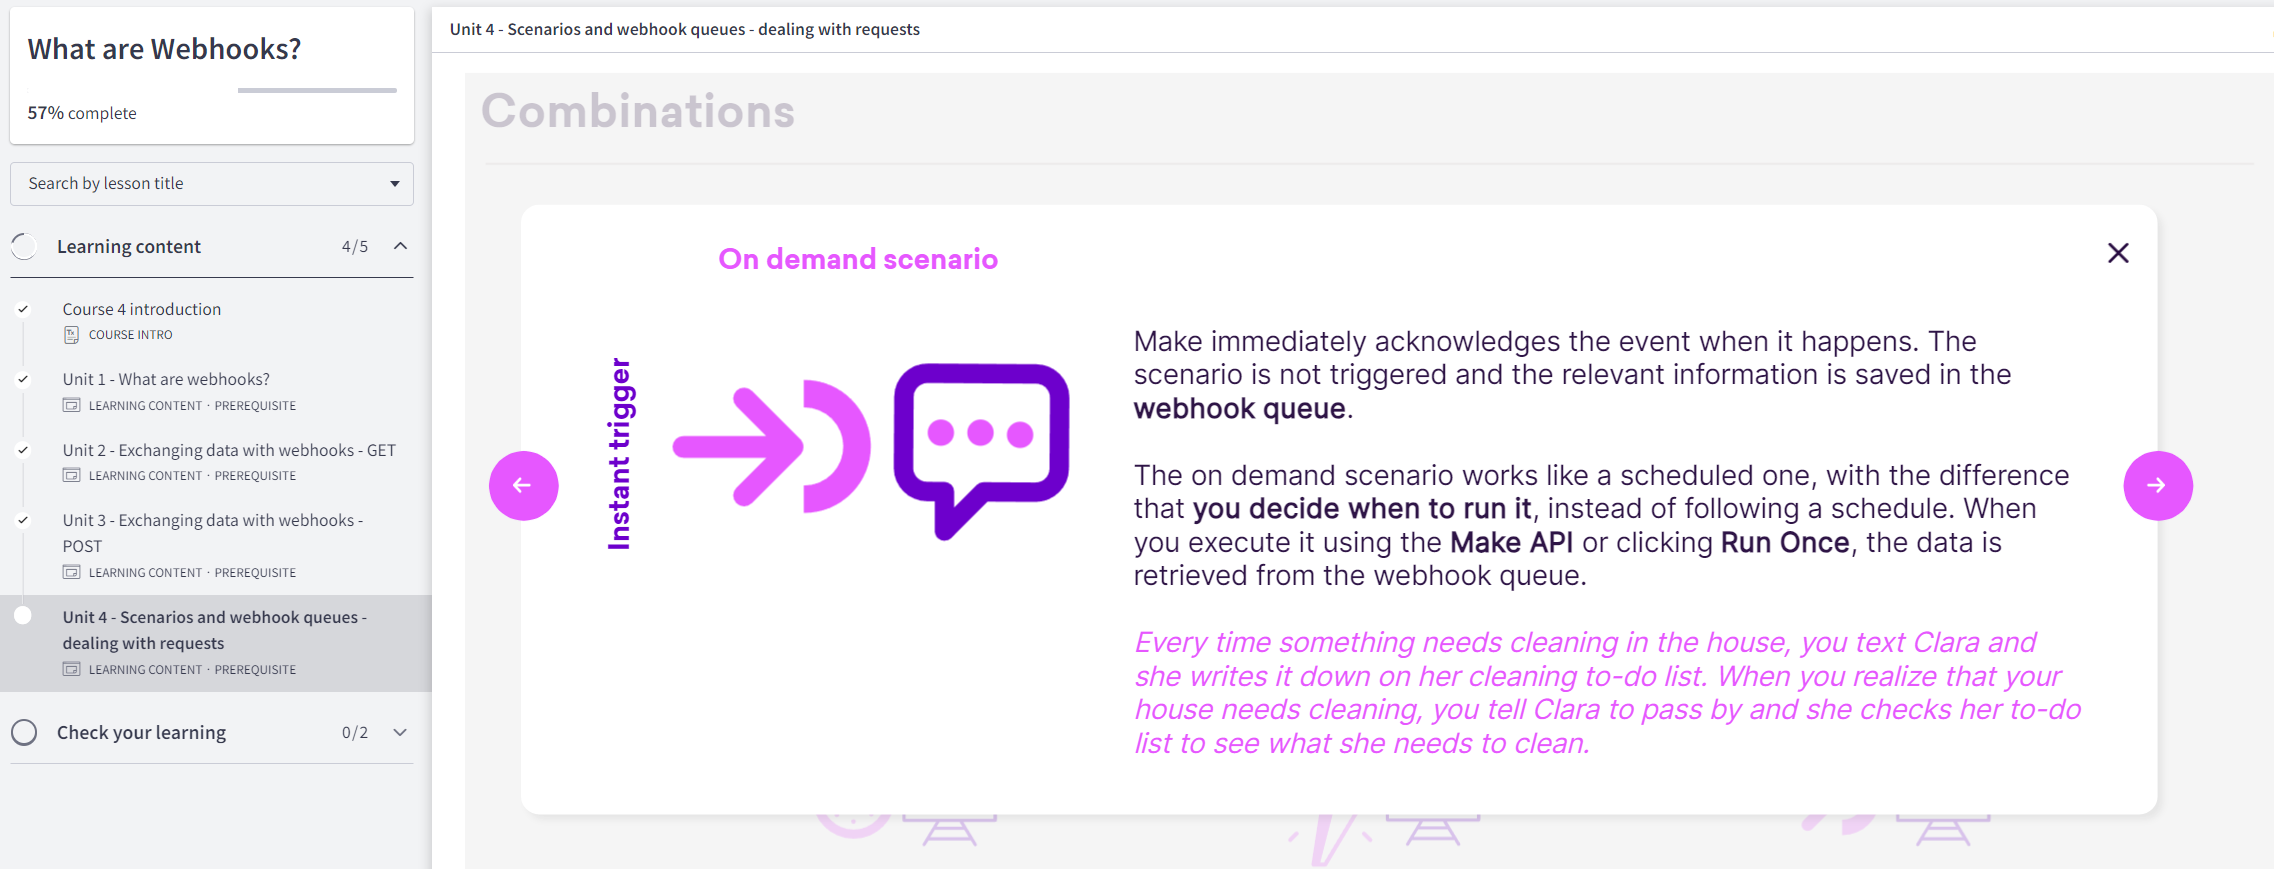 What are Webhooks?
57% complete
Search by lesson title
Learning content 4/5
Course 4 introduction
COURSE INTRO
Unit 1 - What are webhooks?
LEARNING CONTENT · PREREQUISITE
Unit 2 - Exchanging data with webhooks - GET
LEARNING CONTENT · PREREQUISITE
Unit 3 - Exchanging data with webhooks -
POST
LEARNING CONTENT · PREREQUISITE
Unit 4 - Scenarios and webhook queues -
dealing with requests
LEARNING CONTENT · PREREQUISITE
Check your learning 0/2
Unit 4 - Scenarios and webhook queues - dealing with requests
Combinations
On demand scenario
Instant trigger
Make immediately acknowledges the event when it happens. The
scenario is not triggered and the relevant information is saved in the
webhook queue.
The on demand scenario works like a scheduled one, with the difference
that you decide when to run it, instead of following a schedule. When
you execute it using the Make API or clicking Run Once, the data is
retrieved from the webhook queue.
Every time something needs cleaning in the house, you text Clara and
she writes it down on her cleaning to-do list. When you realize that your
house needs cleaning, you tell Clara to pass by and she checks her to-do
list to see what she needs to clean.